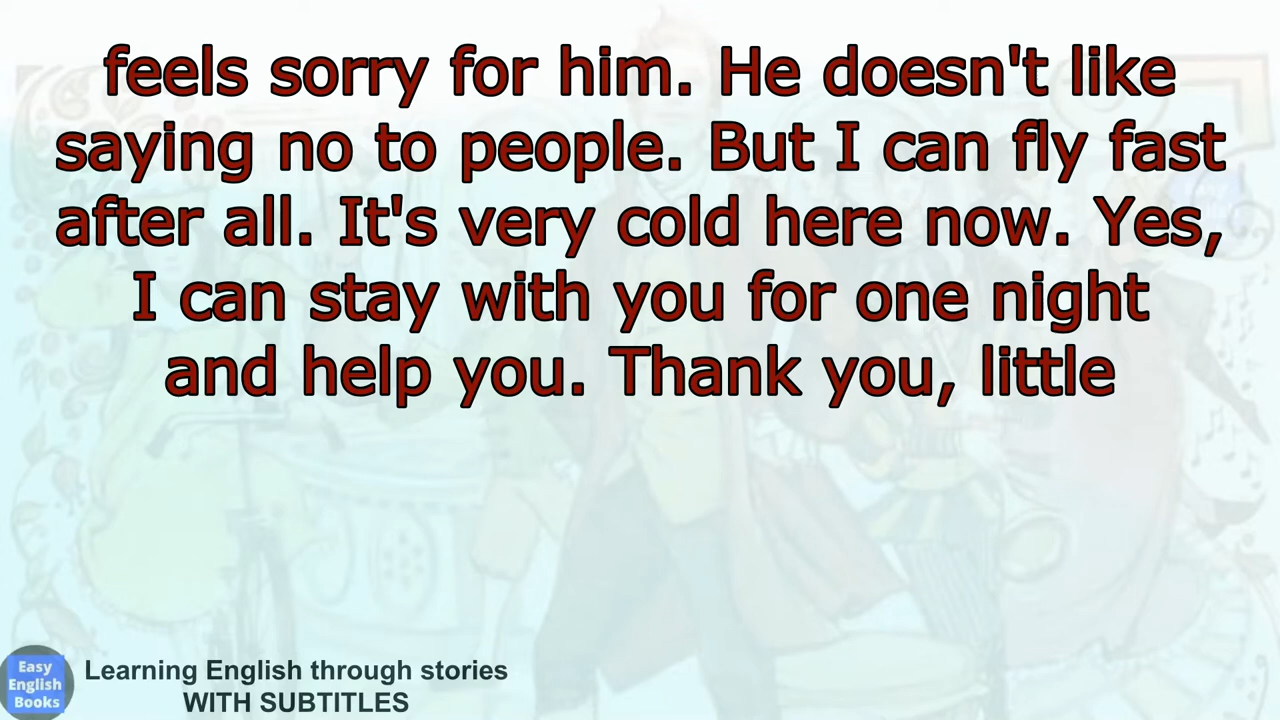 feels sorry for him. He doesn't like
saying no to people. But I can fly fast
after all. It's very cold here now. Yes,
I can stay with you for one night
and help you. Thank you, little
Easy
English
Books
Learning English through stories
WITH SUBTITLES